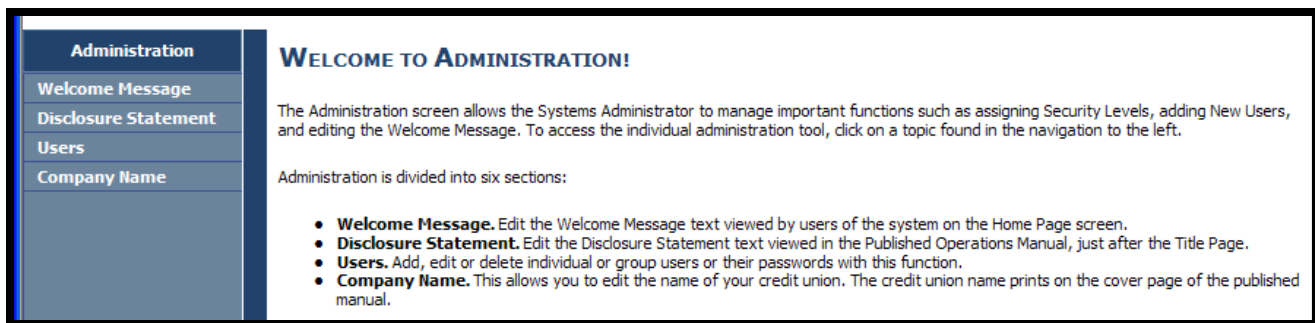 Administration
Welcome Message
Disclosure Statement
Users
Company Name
WELCOME TO ADMINISTRATION!
The Administration screen allows the Systems Administrator to manage important functions such as assigning Security Levels, adding New Users,
and editing the Welcome Message. To access the individual administration tool, click on a topic found in the navigation to the left.
Administration is divided into six sections:
● Welcome Message. Edit the Welcome Message text viewed by users of the system on the Home Page screen.
● Disclosure Statement. Edit the Disclosure Statement text viewed in the Published Operations Manual, just after the Title Page.
● Users. Add, edit or delete individual or group users or their passwords with this function.
● Company Name. This allows you to edit the name of your credit union. The credit union name prints on the cover page of the published
manual.